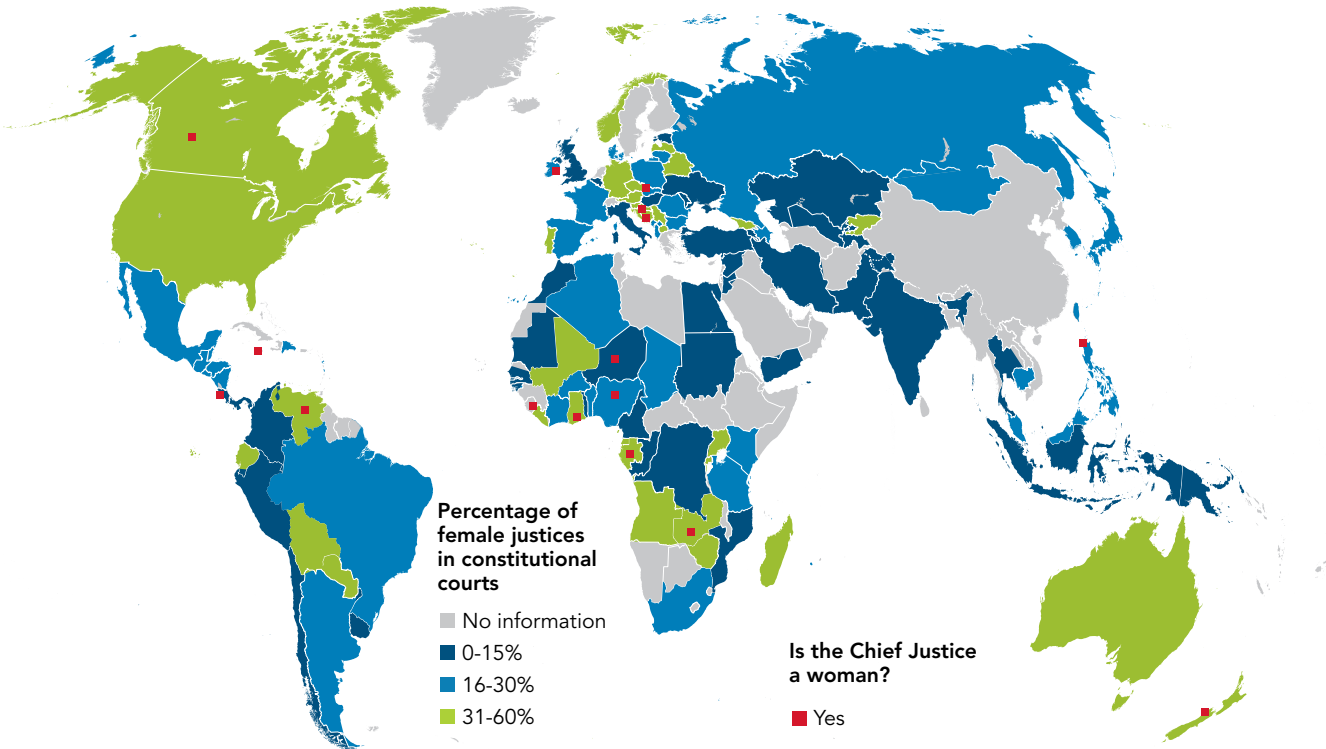 Percentage of
female justices
in constitutional
courts
No information
0-15%
16-30%
31-60%
Is the Chief Justice
a woman?
Yes